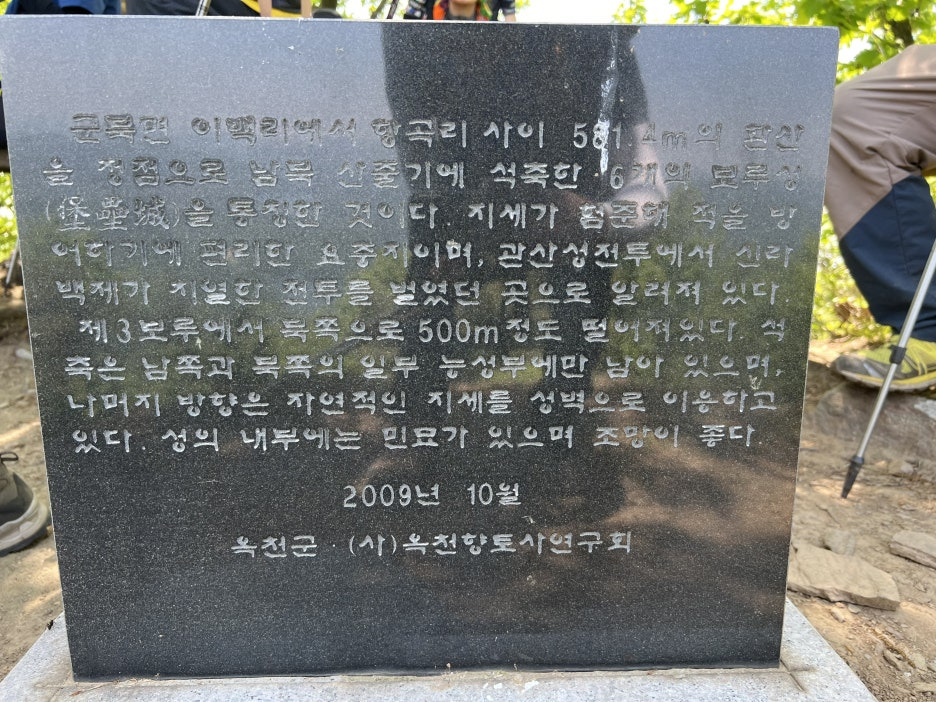 군북면 이백리에서 항곡리 사이 581.4m의 환산
을 정점으로 남북 산줄기에 석축한 6개의 보루성
(堡壘城)을 통칭한 것이다. 지세가 험준해 적을 방
어하기에 편리한 요충지이며, 관산성전투에서 신라
백제가 치열한 전투를 벌였던 곳으로 알려져 있다.
제3보루에서 북쪽으로 500m정도 떨어져있다. 석
축은 남쪽과 북쪽의 일부 능성부에만 남아 있으며,
나머지 방향은 자연적인 지세를 성벽으로 이용하고
있다. 성의 내부에는 민묘가 있으며 조망이 좋다.
2009년 10월
옥천군·(사)옥천향토사연구회